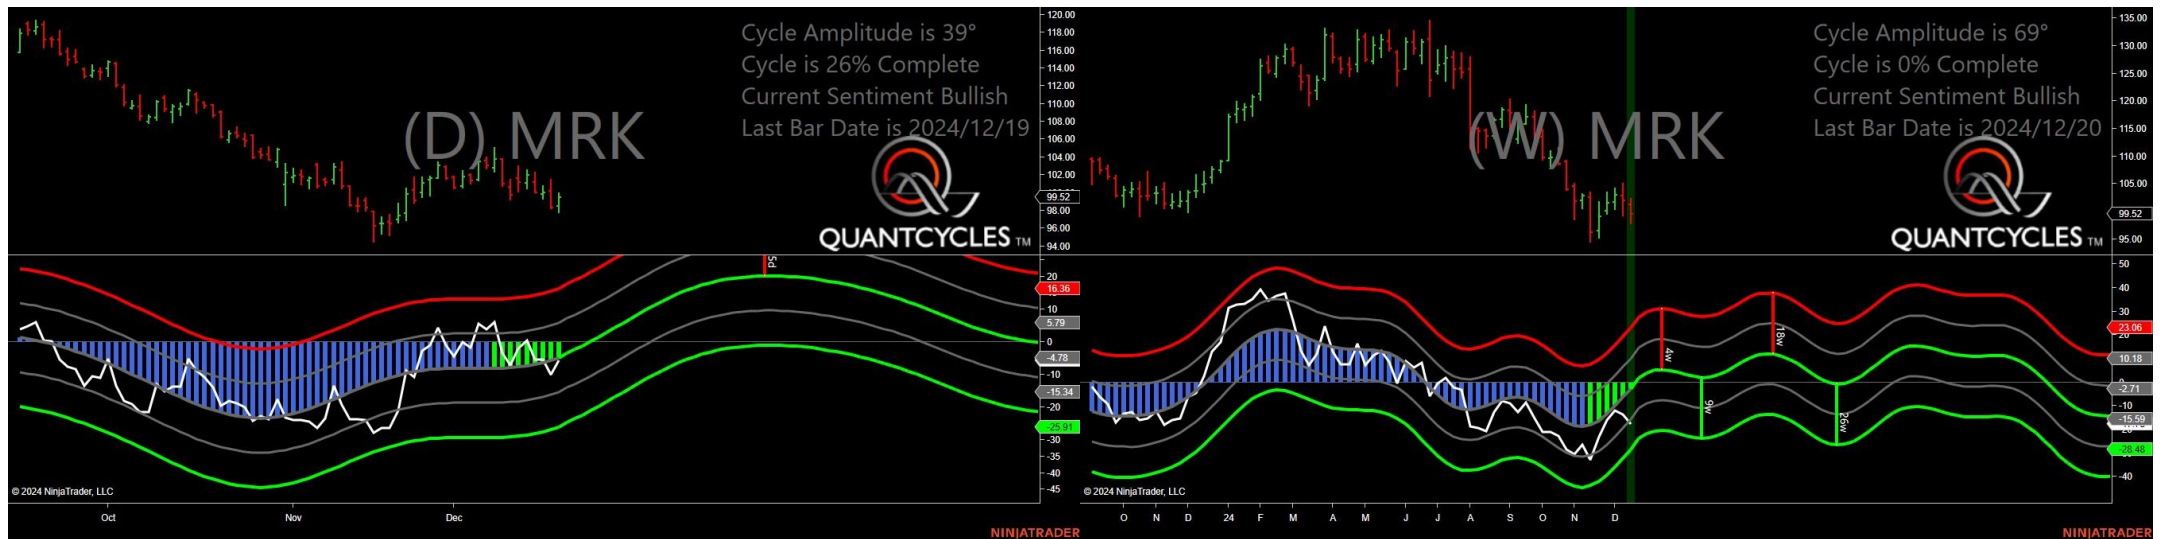 Cycle Amplitude is 39°
Cycle is 26% Complete
Current Sentiment Bullish
Last Bar Date is 2024/12/19
(D) MRK
QUANTCYCLES TM
120.00
118.00
116.00
114.00
112.00
110.00
108.00
106.00
104.00
102.00
99.52
98.00
96.00
94.00
5d
20
16.36
10
5.79
0
-4.78
-10
-15.34
-20
-25.91
-30
-35
-40
-45
© 2024 NinjaTrader, LLC
Oct Nov Dec
NINJATRADER
Cycle Amplitude is 69°
Cycle is 0% Complete
Current Sentiment Bullish
Last Bar Date is 2024/12/20
(W) MRK
QUANTCYCLES TM
135.00
130.00
125.00
120.00
115.00
110.00
105.00
99.52
95.00
4w
9w
18w
26w
50
40
30
23.06
10.18
-2.71
-10
-15.59
-28.48
-40
© 2024 NinjaTrader, LLC
O N D 24 F M A M J J A S O N D
NINJATRADER